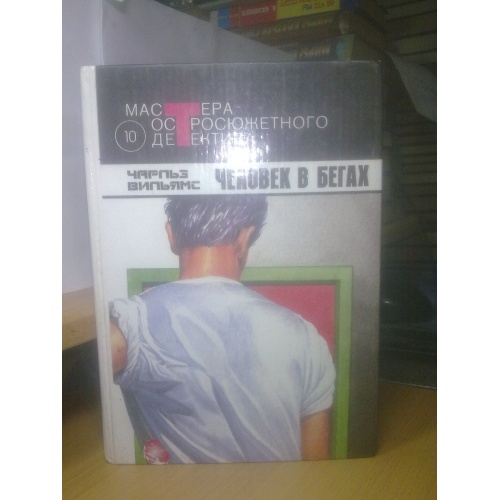 МАСТЕРА
ОСТРОСЮЖЕТНОГО
10
ДЕТЕКТИВА
ЧАРЛЬЗ
ВИЛЬЯМС
ЧЕЛОВЕК В БЕГАХ